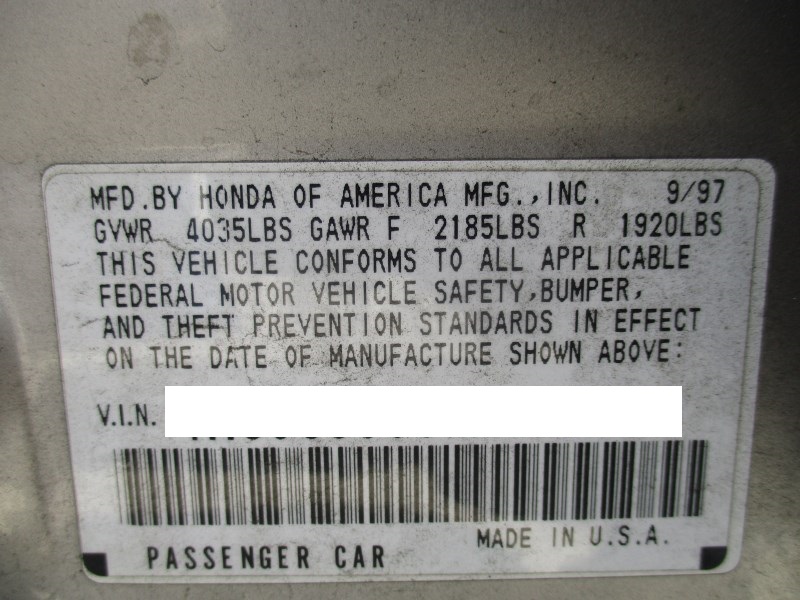 MFD.BY HONDA OF AMERICA MFG.,INC. 9/97
GVWR 4035LBS GAWR F 2185LBS R 1920LBS
THIS VEHICLE CONFORMS TO ALL APPLICABLE
FEDERAL MOTOR VEHICLE SAFETY,BUMPER,
AND THEFT PREVENTION STANDARDS IN EFFECT
ON THE DATE OF MANUFACTURE SHOWN ABOVE:
V.I.N.
PASSENGER CAR MADE IN U.S.A.